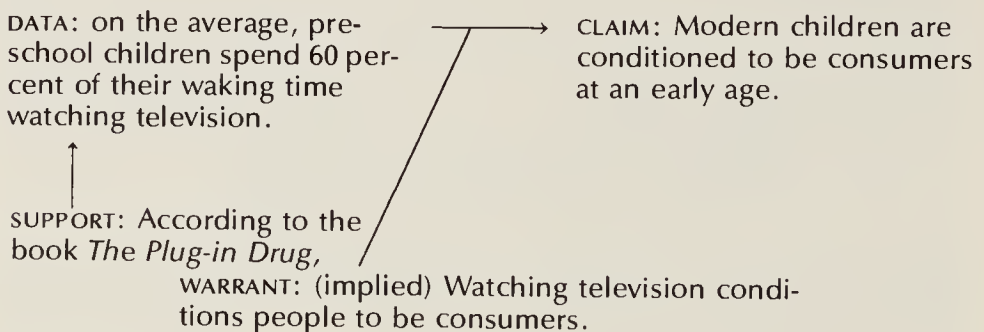 DATA: on the average, pre-
school children spend 60 per-
cent of their waking time
watching television.
CLAIM: Modern children are
conditioned to be consumers
at an early age.
SUPPORT: According to the
book The Plug-in Drug,
WARRANT: (implied) Watching television condi-
tions people to be consumers.